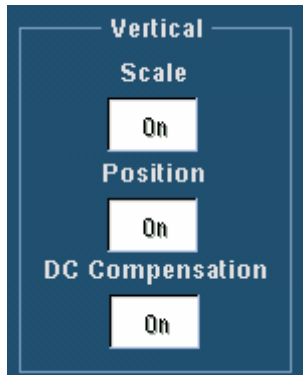 Vertical
Scale
On
Position
On
DC Compensation
On